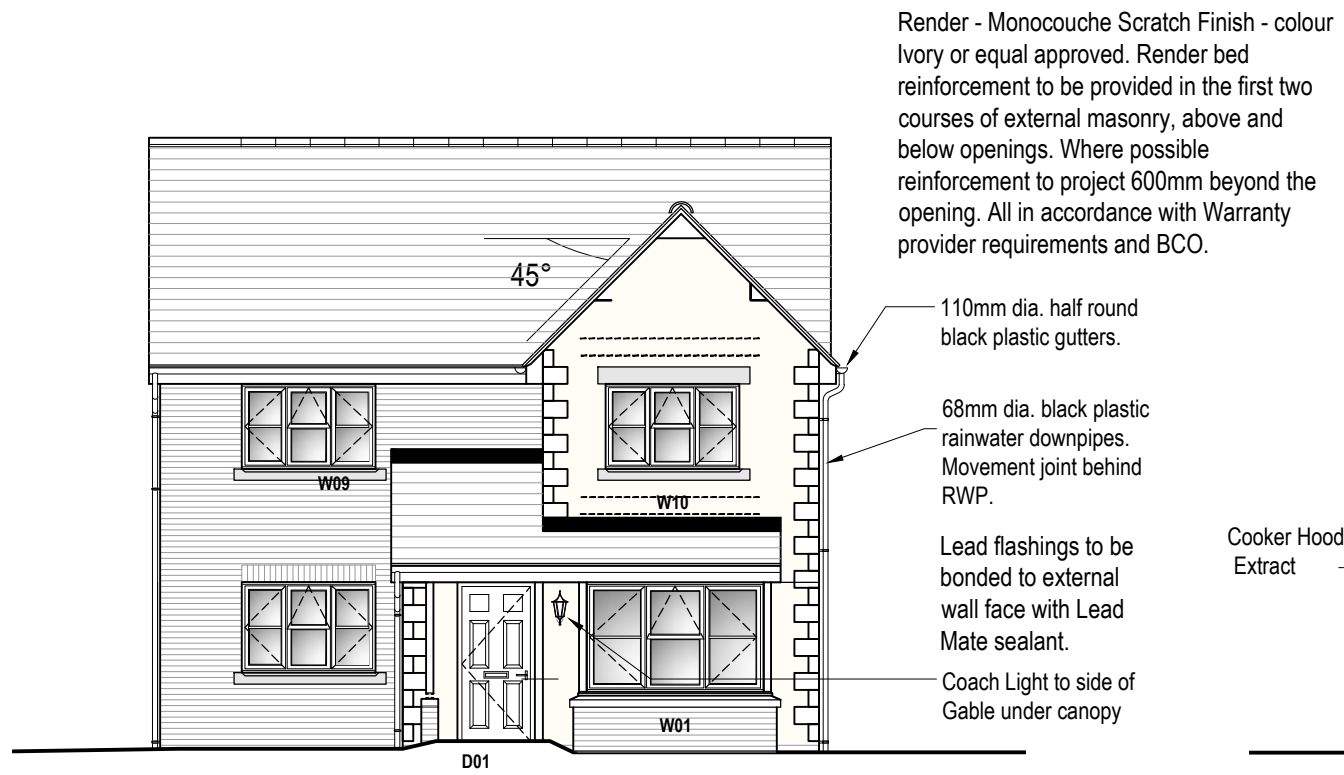 Render - Monocouche Scratch Finish - colour
Ivory or equal approved. Render bed
reinforcement to be provided in the first two
courses of external masonry, above and
below openings. Where possible
reinforcement to project 600mm beyond the
opening. All in accordance with Warranty
provider requirements and BCO.
45°
110mm dia. half round
black plastic gutters.
68mm dia. black plastic
rainwater downpipes.
Movement joint behind
RWP.
W09
W10
Lead flashings to be
bonded to external
wall face with Lead
Mate sealant.
Cooker Hood
Extract
Coach Light to side of
Gable under canopy
W01
D01